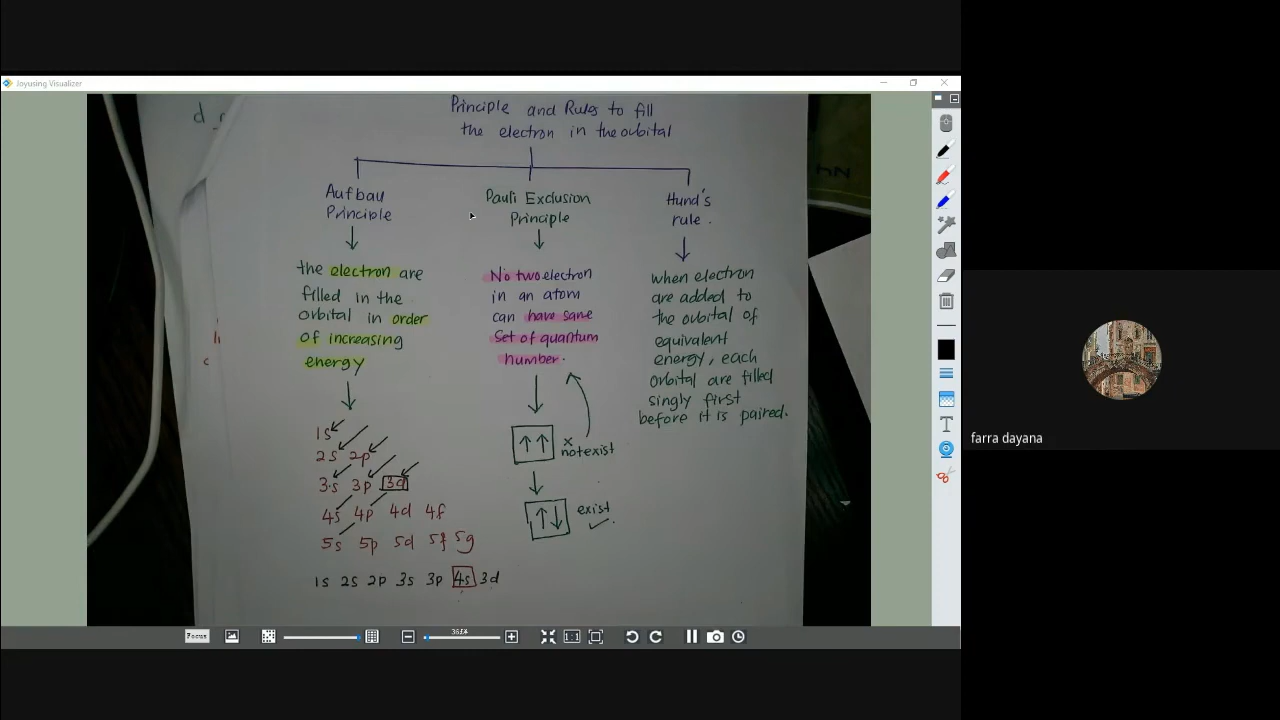 Joyusing Visualizer
Principle and Rules to fill
the electron in the orbital
Aufbau
Principle
the electron are
filled in the
orbital in order
of increasing
energy
1s
2s 2p
3s 3p 3d
4s 4p 4d 4f
5s 5p 5d 5f 5g
1s 2s 2p 3s 3p 4s 3d
Pauli Exclusion
Principle
No two electron
in an atom
can have same
set of quantum
number.
↑↑ x
not exist
↑↓ exist ✓
Hund's
rule.
when electron
are added to
the orbital of
equivalent
energy, each
orbital are filled
singly first
before it is paired.
farra dayana
Focus
1:1
T